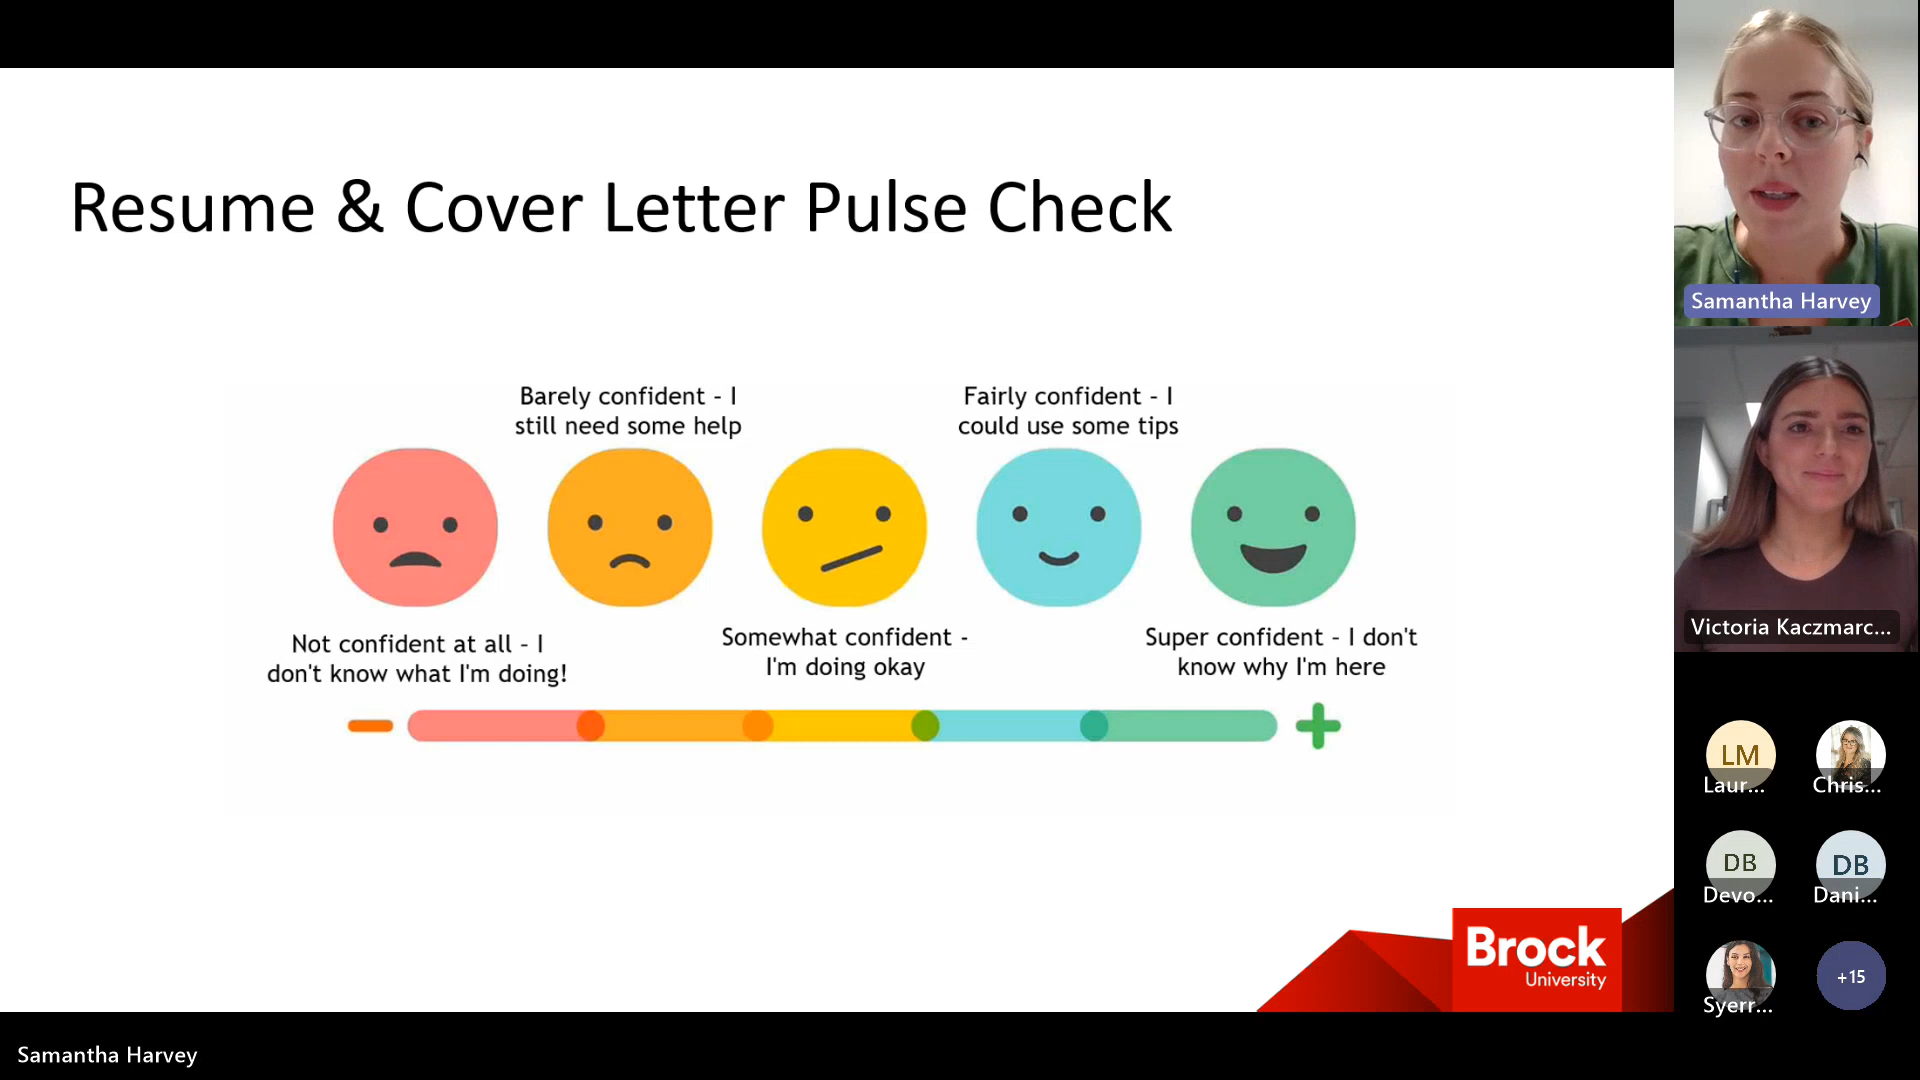 Resume & Cover Letter Pulse Check
Barely confident - I
still need some help
Fairly confident - I
could use some tips
Not confident at all - I
don't know what I'm doing!
Somewhat confident -
I'm doing okay
Super confident - I don't
know why I'm here
Brock
University
Samantha Harvey
Samantha Harvey
Victoria Kaczmarc...
LM
Laur...
Chris...
DB
Devo...
DB
Dani...
Syerr...
+15